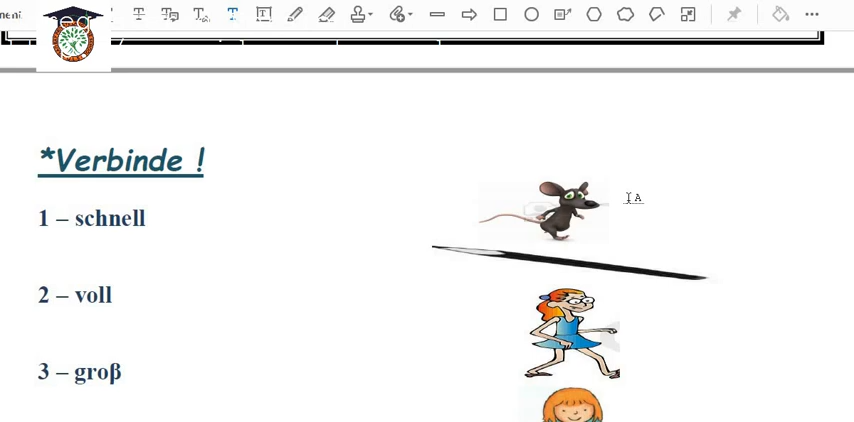 *Verbinde !
1 – schnell
2 – voll
3 – groβ